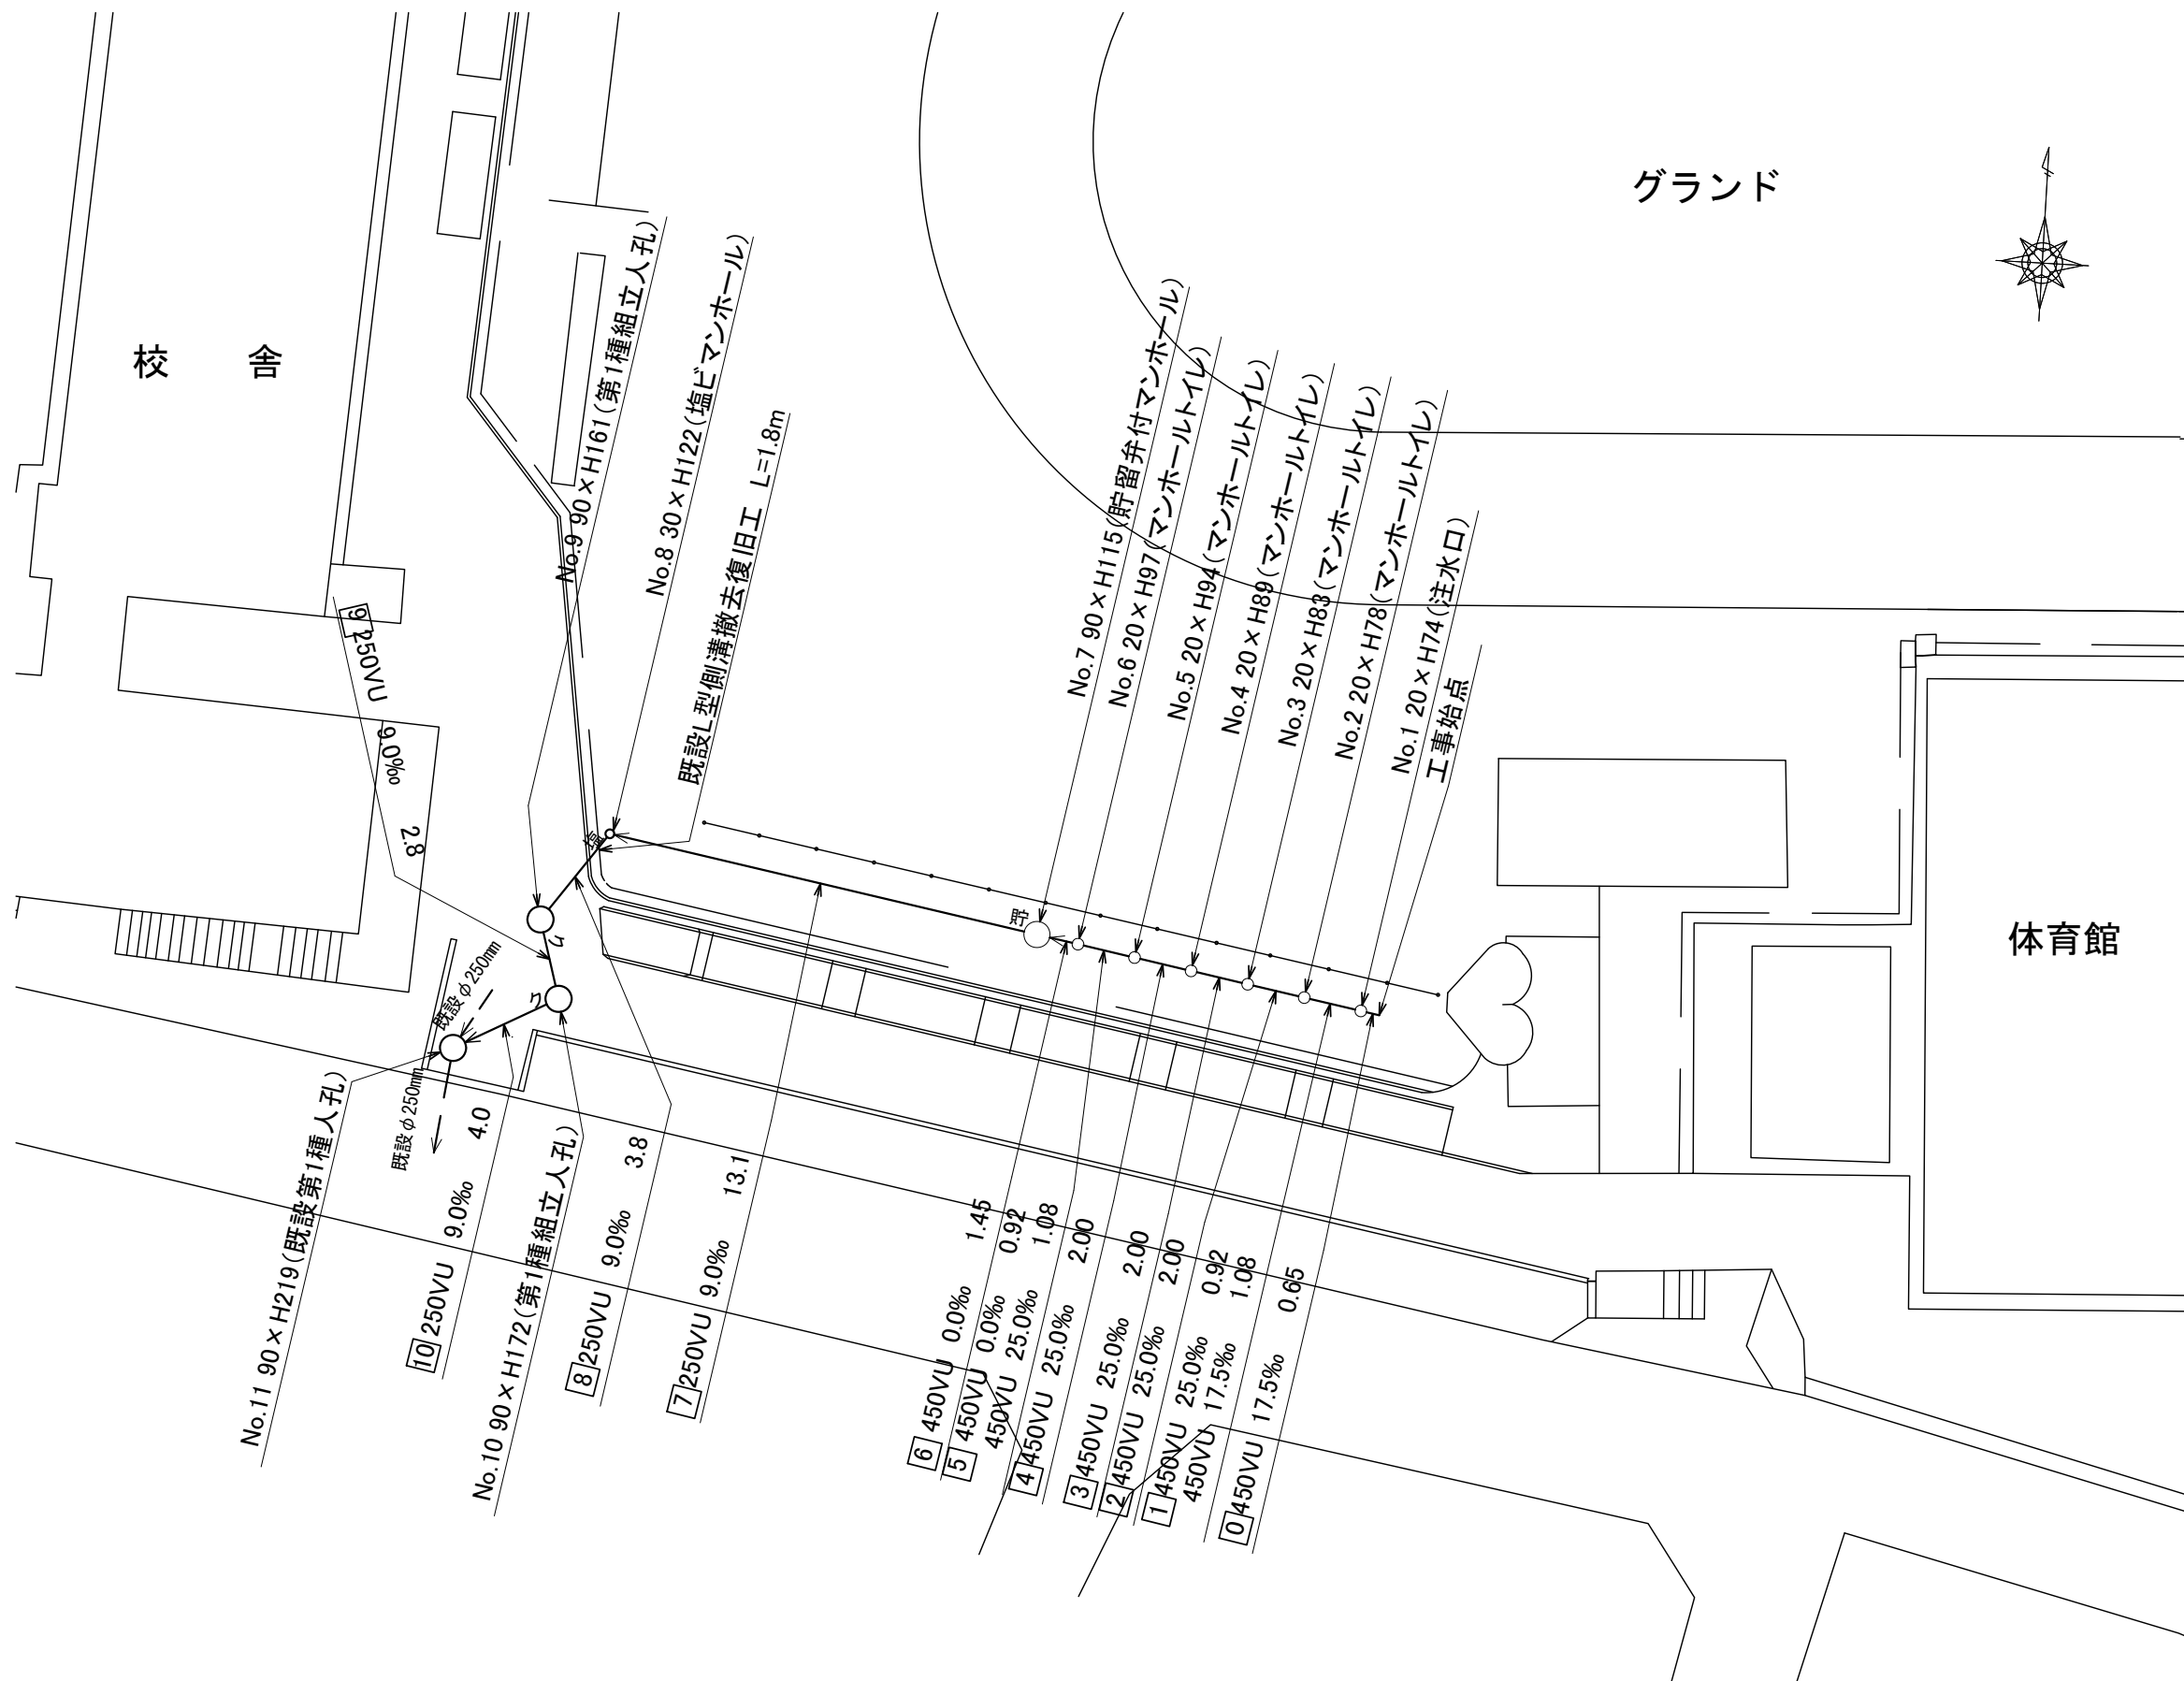 グランド
校　舎
体育館
No.9 90×H161(第1種組立人孔)
No.8 30×H122(塩ビマンホール)
既設L型側溝撤去復旧工 L=1.8m
No.7 90×H115(貯留弁付マンホール)
No.6 20×H97(マンホールトイレ)
No.5 20×H94(マンホールトイレ)
No.4 20×H89(マンホールトイレ)
No.3 20×H83(マンホールトイレ)
No.2 20×H78(マンホールトイレ)
No.1 20×H74(注水口)
工事始点
9 250VU 9.0‰ 2.8
塩
貯
ク
ク
既設φ250mm
既設φ250mm
No.11 90×H219(既設第1種人孔)
10 250VU 9.0‰ 4.0
No.10 90×H172(第1種組立人孔)
8 250VU 9.0‰ 3.8
7 250VU 9.0‰ 13.1
6 450VU 0.0‰ 1.45
5 450VU 0.0‰ 0.92
450VU 25.0‰ 1.08
4 450VU 25.0‰ 2.00
3 450VU 25.0‰ 2.00
2 450VU 25.0‰ 2.00
1 450VU 25.0‰ 0.92
450VU 17.5‰ 1.08
0 450VU 17.5‰ 0.65